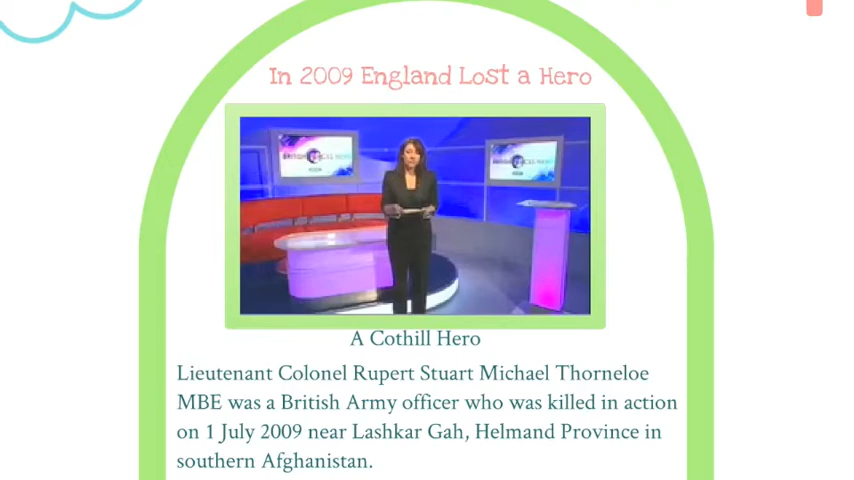 In 2009 England Lost a Hero
A Cothill Hero
Lieutenant Colonel Rupert Stuart Michael Thorneloe
MBE was a British Army officer who was killed in action
on 1 July 2009 near Lashkar Gah, Helmand Province in
southern Afghanistan.